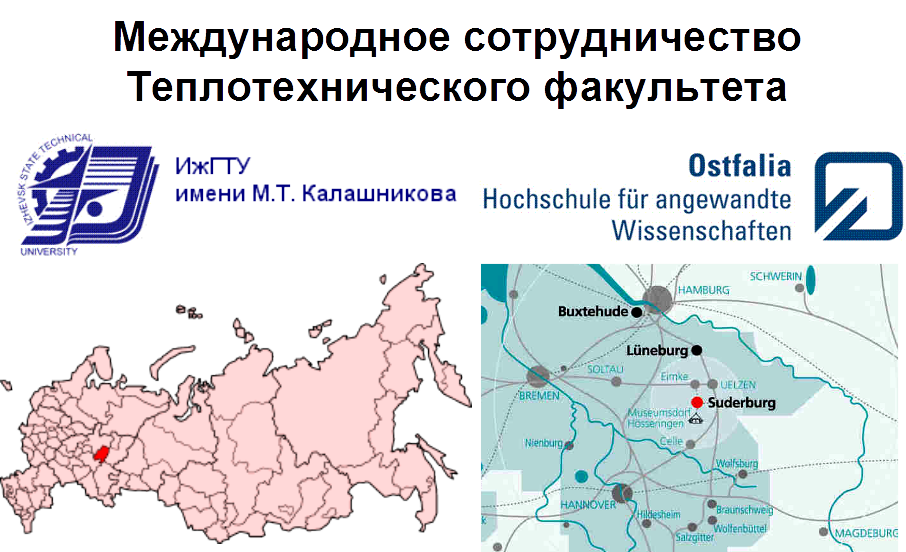 Международное сотрудничество
Теплотехнического факультета
IZHEVSK STATE TECHNICAL
UNIVERSITY
ИжГТУ
имени М.Т. Калашникова
Ostfalia
Hochschule für angewandte
Wissenschaften
SCHWERIN
HAMBURG
Buxtehude
Lüneburg
SOLTAU
Eimke
UELZEN
BREMEN
Suderburg
Museumsdorf
Hösseringen
Nienburg
Celle
Wolfsburg
HANNOVER
Braunschweig
Hildesheim
Wolfenbüttel
Salzgitter
MAGDEBURG